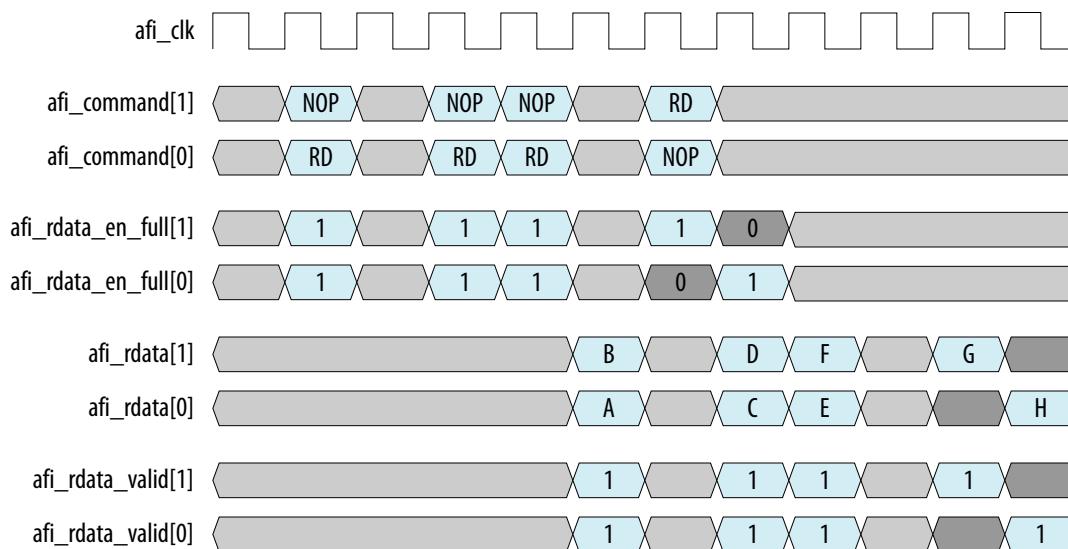 afi_clk
afi_command[1] NOP NOP NOP RD
afi_command[0] RD RD RD NOP
afi_rdata_en_full[1] 1 1 1 1 0
afi_rdata_en_full[0] 1 1 1 0 1
afi_rdata[1] B D F G
afi_rdata[0] A C E H
afi_rdata_valid[1] 1 1 1 1
afi_rdata_valid[0] 1 1 1 1